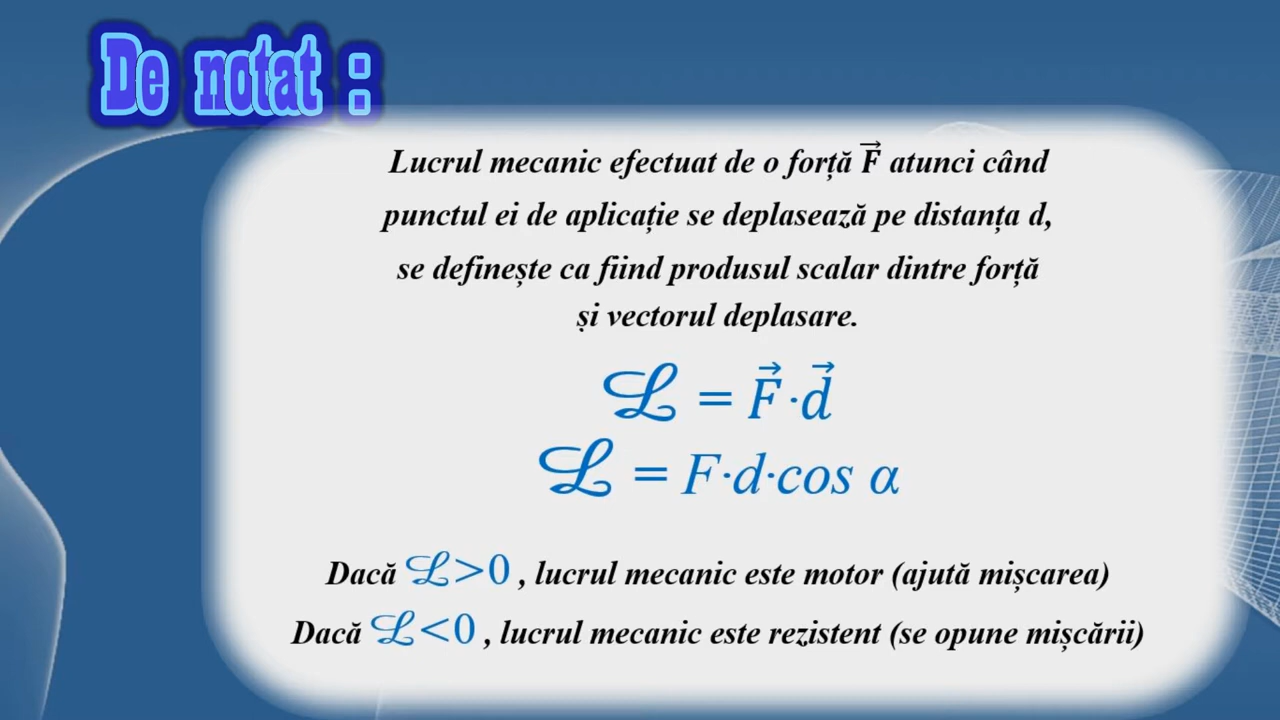 De notat :
Lucrul mecanic efectuat de o forță F⃗ atunci când
punctul ei de aplicație se deplasează pe distanța d,
se definește ca fiind produsul scalar dintre forță
și vectorul deplasare.
ℒ = F⃗·d⃗
ℒ = F·d·cos α
Dacă ℒ>0 , lucrul mecanic este motor (ajută mișcarea)
Dacă ℒ<0 , lucrul mecanic este rezistent (se opune mișcării)